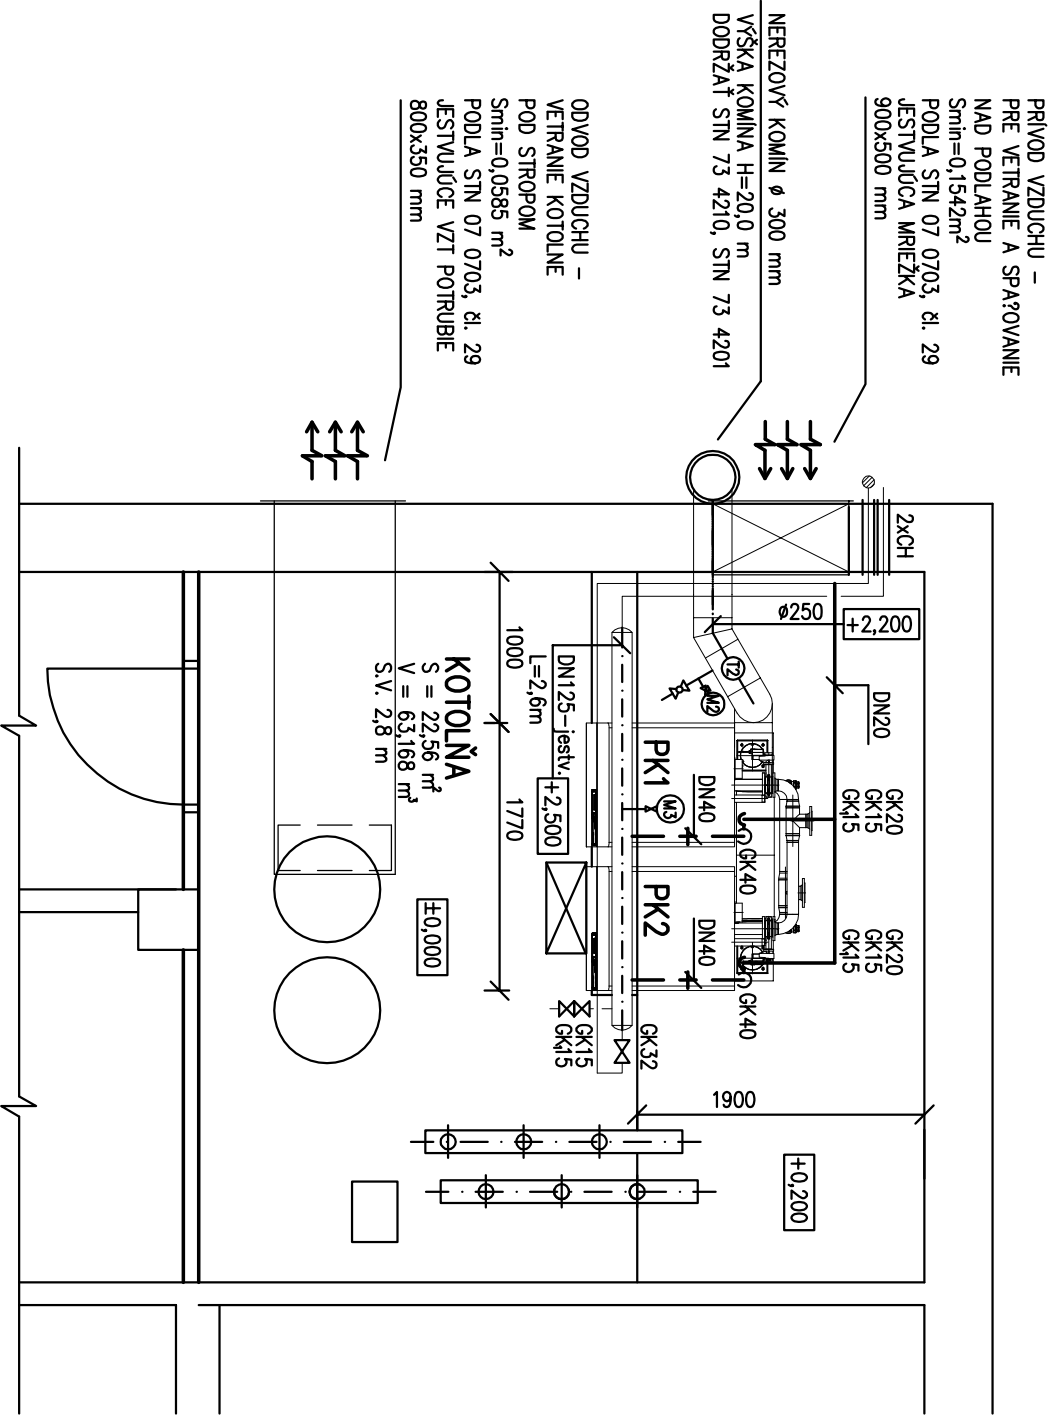 PRÍVOD VZDUCHU –
PRE VETRANIE A SPA?OVANIE
NAD PODLAHOU
Smin=0,1542m²
PODLA STN 07 0703, čl. 29
JESTVUJÚCA MRIEŽKA
900x500 mm
NEREZOVÝ KOMÍN ø 300 mm
VÝŠKA KOMÍNA H=20,0 m
DODRŽAŤ STN 73 4210, STN 73 4201
ODVOD VZDUCHU –
VETRANIE KOTOLNE
POD STROPOM
Smin=0,0585 m²
PODLA STN 07 0703, čl. 29
JESTVUJÚCE VZT POTRUBIE
800x350 mm
2xCH
ø250
+2,200
DN20
T2
M2
GK20
GK15
GK15
GK20
GK15
GK15
PK1
M3
DN40
GK40
PK2
DN40
GK40
DN125–jestv.
L=2,6m
+2,500
1000
1770
KOTOLŇA
S = 22,56 m²
V = 63,168 m³
S.V. 2,8 m
±0,000
GK32
GK15
GK15
1900
+0,200